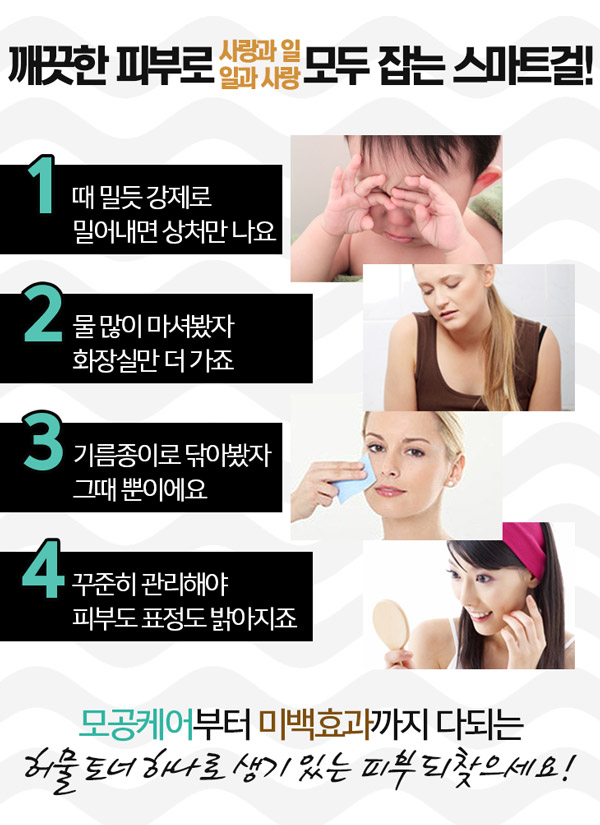 깨끗한 피부로 사랑과 일 일과 사랑 모두 잡는 스마트걸!
1 때 밀듯 강제로
밀어내면 상처만 나요
2 물 많이 마셔봤자
화장실만 더 가죠
3 기름종이로 닦아봤자
그때 뿐이에요
4 꾸준히 관리해야
피부도 표정도 밝아지죠
모공케어부터 미백효과까지 다되는
허물토너 하나로 생기 있는 피부 되찾으세요!